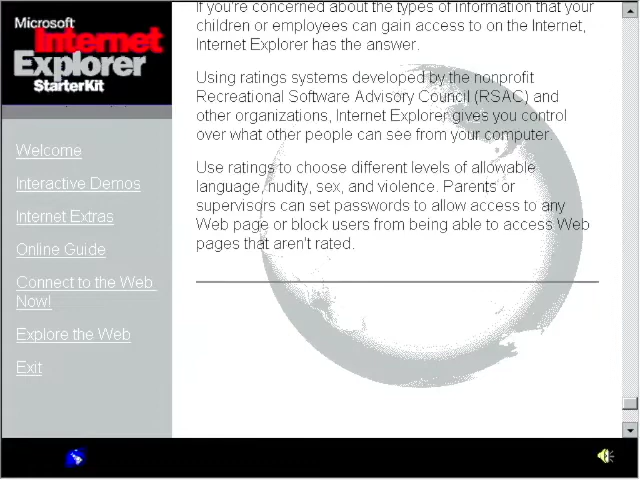 Microsoft
Internet
Explorer
StarterKit
Welcome
Interactive Demos
Internet Extras
Online Guide
Connect to the Web
Now!
Explore the Web
Exit
If you're concerned about the types of information that your
children or employees can gain access to on the Internet,
Internet Explorer has the answer.
Using ratings systems developed by the nonprofit
Recreational Software Advisory Council (RSAC) and
other organizations, Internet Explorer gives you control
over what other people can see from your computer.
Use ratings to choose different levels of allowable
language, nudity, sex, and violence. Parents or
supervisors can set passwords to allow access to any
Web page or block users from being able to access Web
pages that aren't rated.